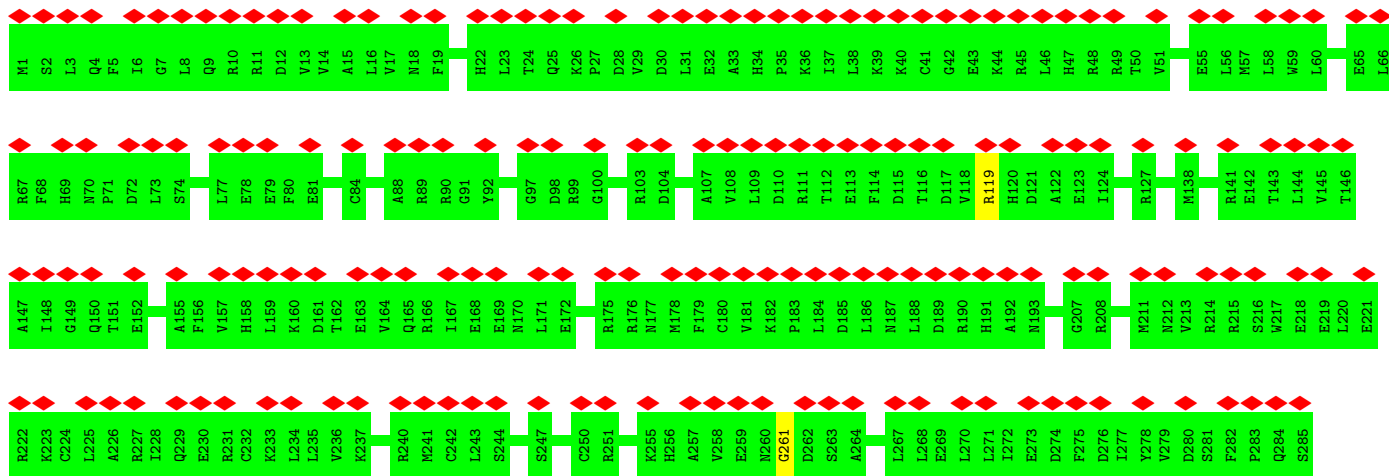 M1 S2 L3 Q4 F5 I6 G7 L8 Q9 R10 R11 D12 V13 V14 A15 L16 V17 N18 F19 H22 L23 T24 Q25 K26 P27 D28 V29 D30 L31 E32 A33 H34 P35 K36 I37 L38 K39 K40 C41 G42 E43 K44 R45 L46 H47 R48 R49 T50 V51 E55 L56 M57 L58 W59 L60 E65 L66
R67 F68 H69 N70 P71 D72 L73 S74 L77 E78 E79 F80 E81 C84 A88 R89 R90 G91 Y92 G97 D98 R99 G100 R103 D104 A107 V108 L109 D110 R111 T112 E113 F114 D115 T116 D117 V118 R119 H120 D121 A122 E123 I124 R127 M138 R141 E142 T143 L144 V145 T146
A147 I148 G149 Q150 T151 E152 A155 F156 V157 H158 L159 K160 D161 T162 E163 V164 Q165 R166 I167 E168 E169 N170 L171 E172 R175 R176 N177 M178 F179 C180 V181 K182 P183 L184 D185 L186 N187 L188 D189 R190 H191 A192 N193 G207 R208 M211 N212 V213 R214 R215 S216 W217 E218 E219 L220 E221
R222 K223 C224 L225 A226 R227 I228 Q229 E230 R231 C232 K233 L234 L235 V236 K237 R240 M241 C242 L243 S244 S247 C250 R251 K255 H256 A257 V258 E259 N260 G261 D262 S263 A264 L267 L268 E269 L270 L271 I272 E273 D274 F275 D276 I277 Y278 V279 D280 S281 F282 P283 Q284 S285